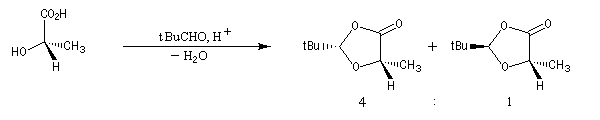 CO₂H
HO
CH₃
H
tBuCHO, H⁺
− H₂O
tBu
O
O
O
CH₃
H
+
tBu
O
O
O
CH₃
H
4 : 1